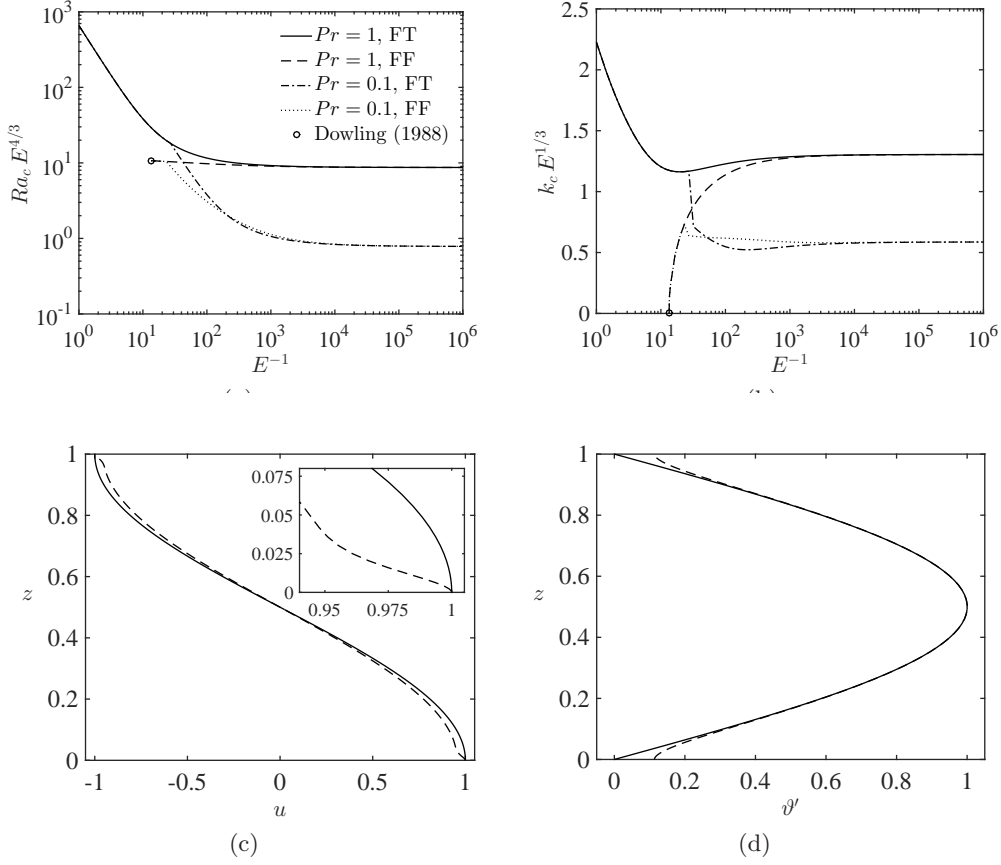 10^3
10^2
10^1
10^0
10^{-1}
Ra_c E^{4/3}
Pr = 1, FT
Pr = 1, FF
Pr = 0.1, FT
Pr = 0.1, FF
Dowling (1988)
10^0 10^1 10^2 10^3 10^4 10^5 10^6
E^{-1}
2.5
2
1.5
1
0.5
0
k_c E^{1/3}
10^0 10^1 10^2 10^3 10^4 10^5 10^6
E^{-1}
1
0.8
0.6
0.4
0.2
0
z
0.075
0.05
0.025
0
0.95 0.975 1
-1 -0.5 0 0.5 1
u
(c)
1
0.8
0.6
0.4
0.2
0
z
0 0.2 0.4 0.6 0.8 1
ϑ′
(d)